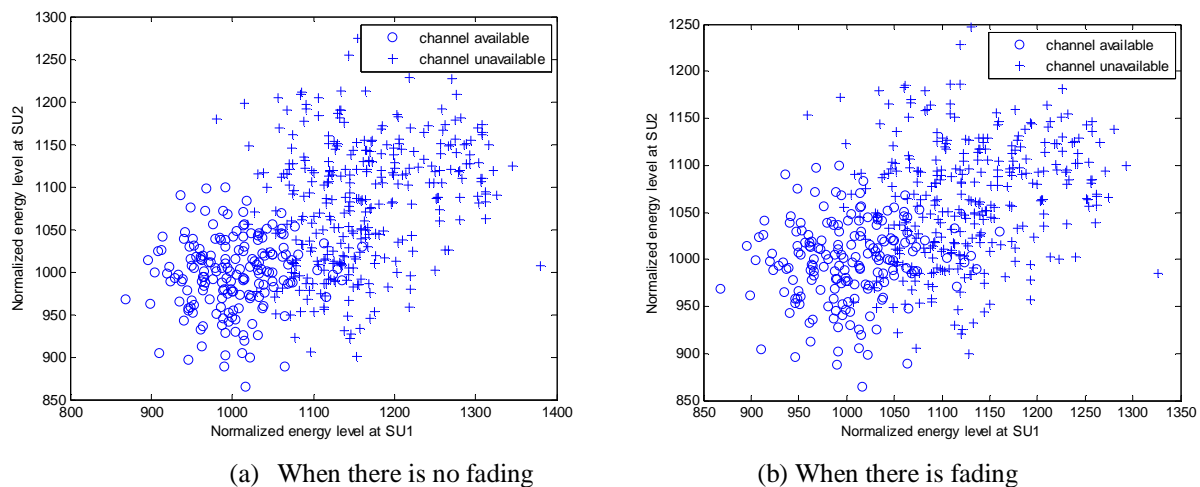 1300
1250
1200
1150
1100
1050
1000
950
900
850
800 900 1000 1100 1200 1300 1400
Normalized energy level at SU2
Normalized energy level at SU1
channel available
channel unavailable
(a) When there is no fading
1250
1200
1150
1100
1050
1000
950
900
850
850 900 950 1000 1050 1100 1150 1200 1250 1300 1350
Normalized energy level at SU2
Normalized energy level at SU1
channel available
channel unavailable
(b) When there is fading